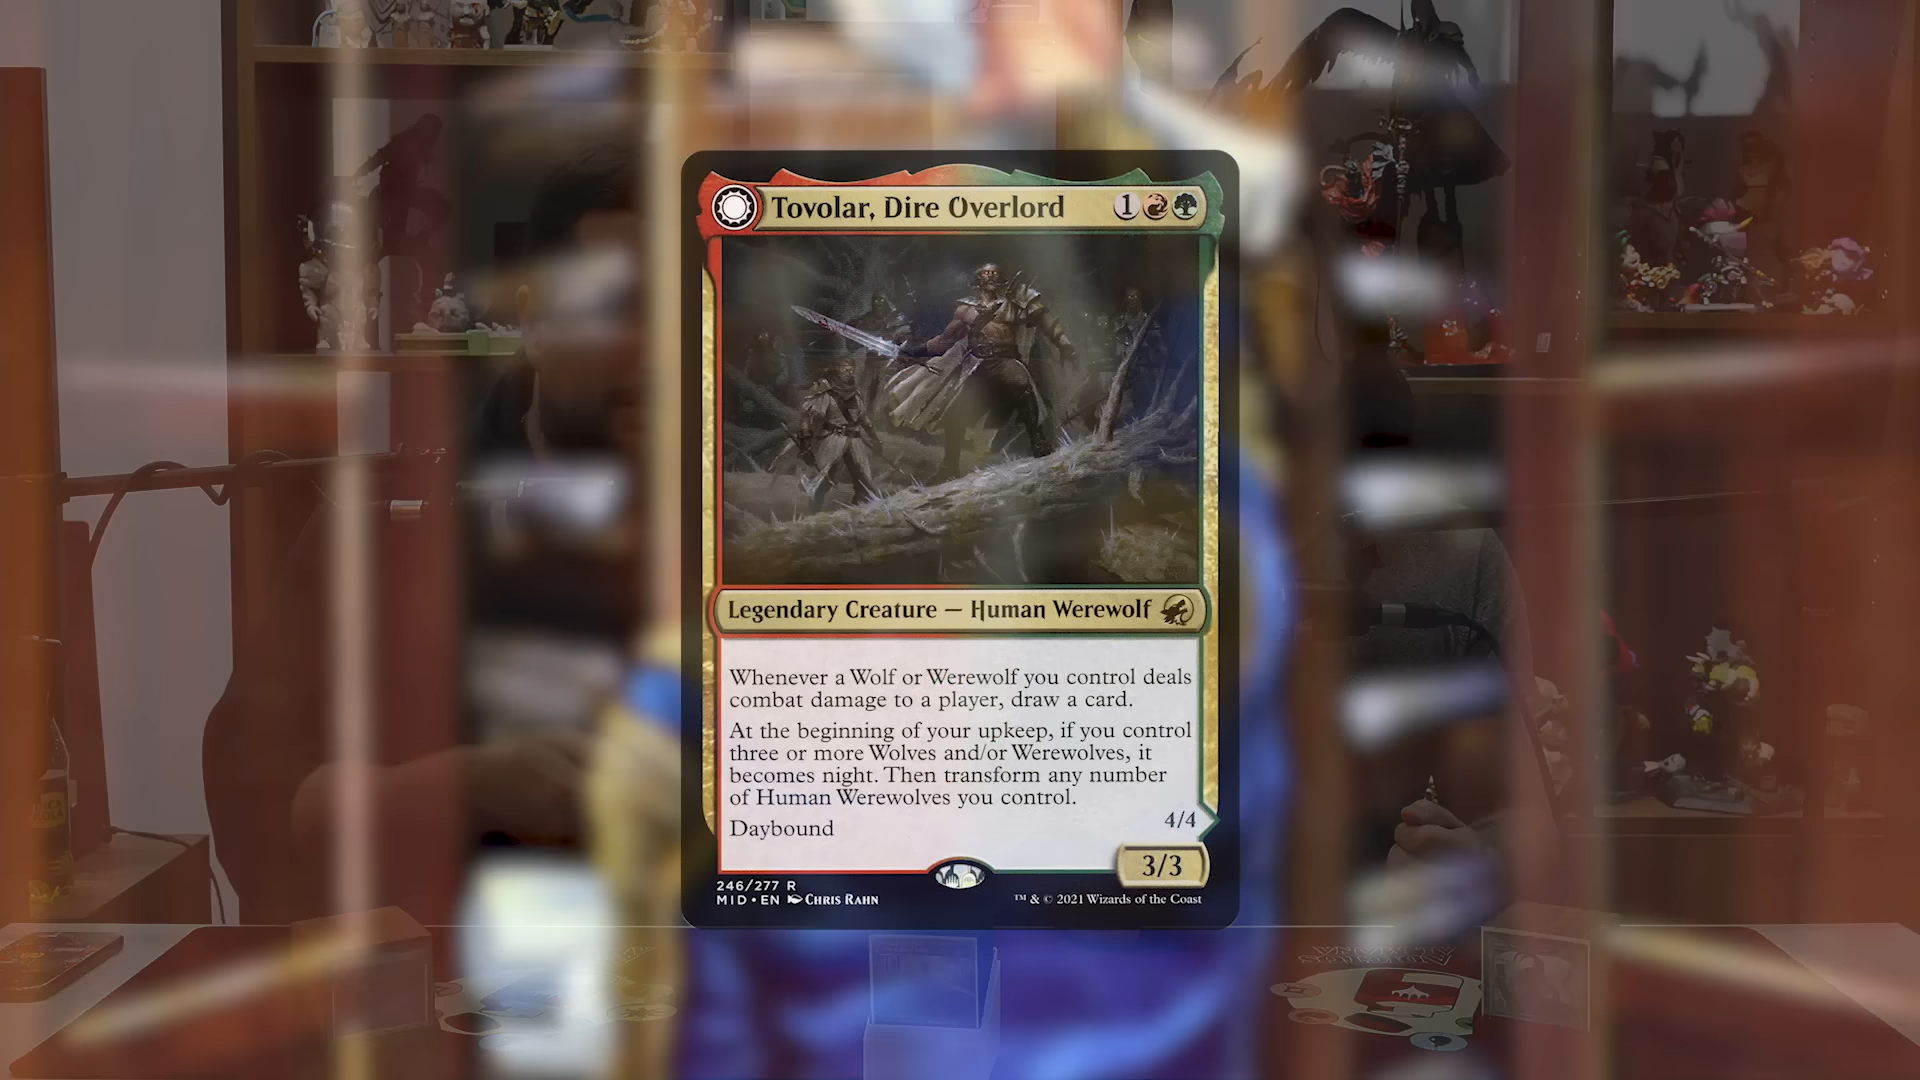 Tovolar, Dire Overlord 1
Legendary Creature — Human Werewolf
Whenever a Wolf or Werewolf you control deals
combat damage to a player, draw a card.
At the beginning of your upkeep, if you control
three or more Wolves and/or Werewolves, it
becomes night. Then transform any number
of Human Werewolves you control.
Daybound
4/4
3/3
246/277 R
MID • EN Chris Rahn
™ & © 2021 Wizards of the Coast